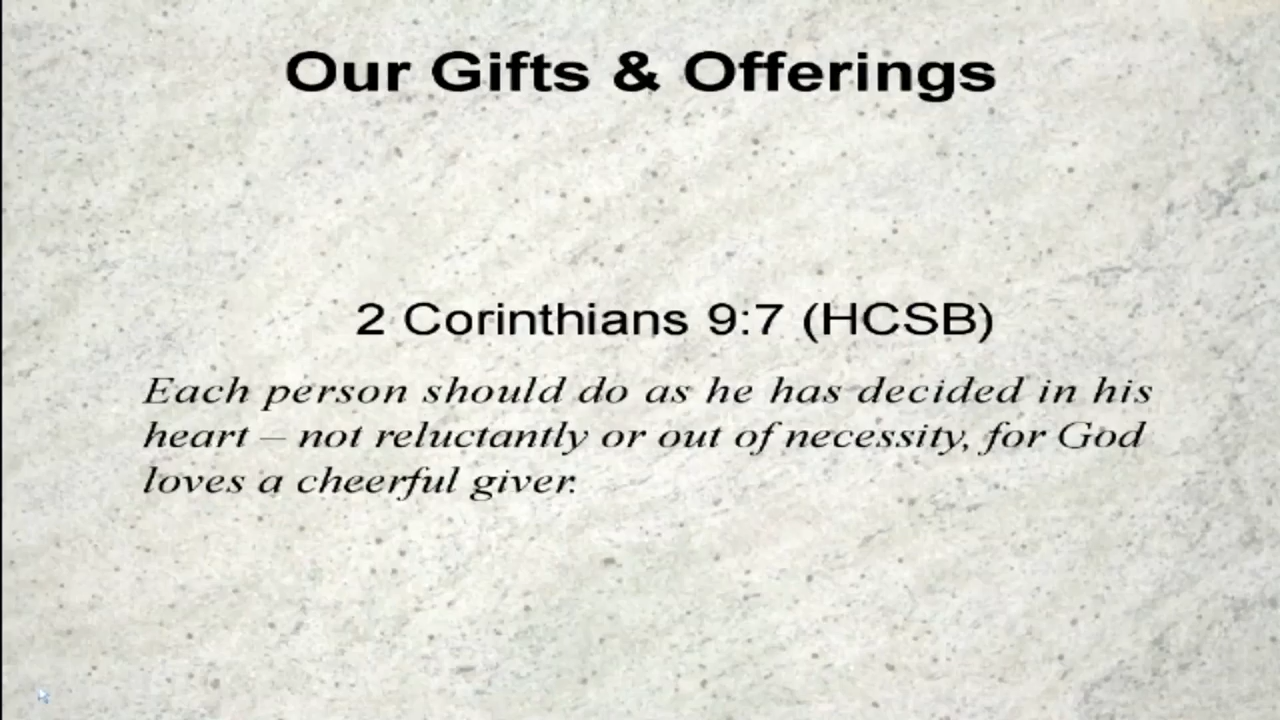 Our Gifts & Offerings
2 Corinthians 9:7 (HCSB)
Each person should do as he has decided in his
heart – not reluctantly or out of necessity, for God
loves a cheerful giver.